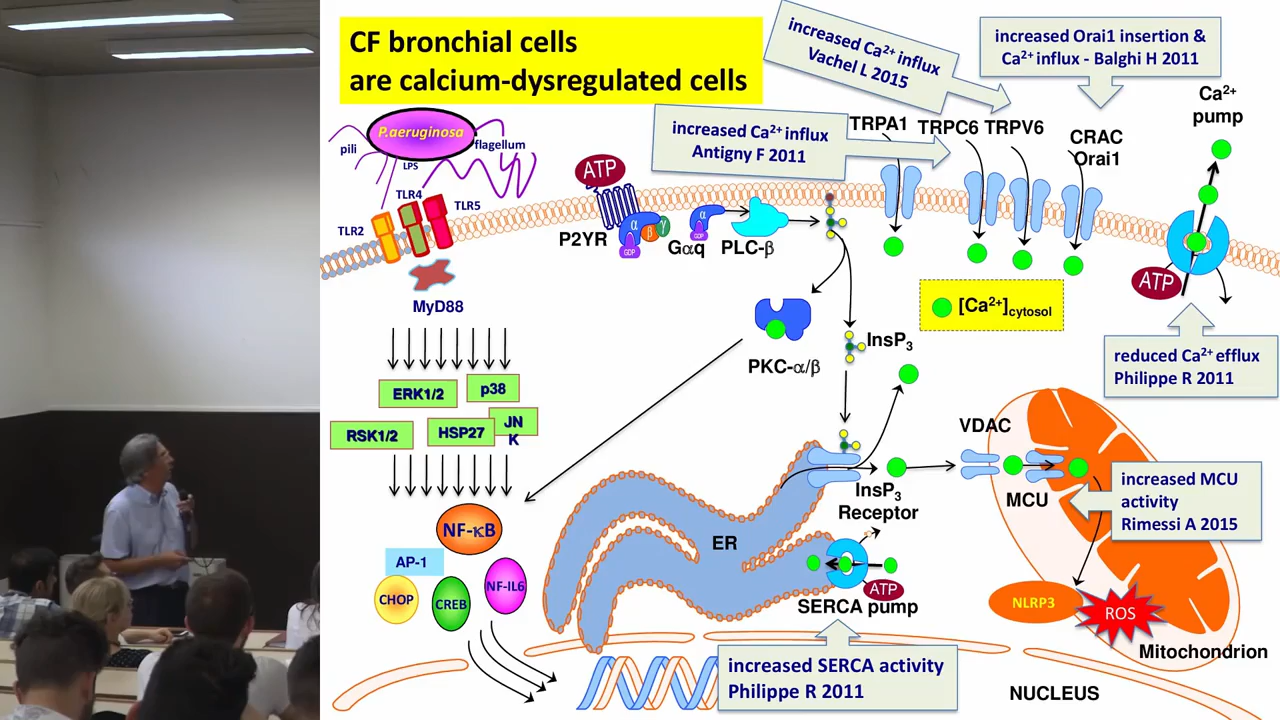 CF bronchial cells
are calcium-dysregulated cells
increased Ca²⁺ influx
Vachel L 2015
increased Orai1 insertion &
Ca²⁺ influx - Balghi H 2011
Ca²⁺
pump
increased Ca²⁺ influx
Antigny F 2011
TRPA1
TRPC6
TRPV6
CRAC
Orai1
P.aeruginosa
pili
LPS
flagellum
TLR4
TLR5
TLR2
MyD88
ATP
P2YR
α
β
γ
GDP
Gαq
α
GDP
PLC-β
ATP
[Ca²⁺]cytosol
reduced Ca²⁺ efflux
Philippe R 2011
InsP₃
PKC-α/β
ERK1/2
p38
RSK1/2
HSP27
JN
K
VDAC
MCU
increased MCU
activity
Rimessi A 2015
InsP₃
Receptor
ER
NF-κB
AP-1
CHOP
CREB
NF-IL6
ATP
SERCA pump
NLRP3
ROS
Mitochondrion
increased SERCA activity
Philippe R 2011
NUCLEUS